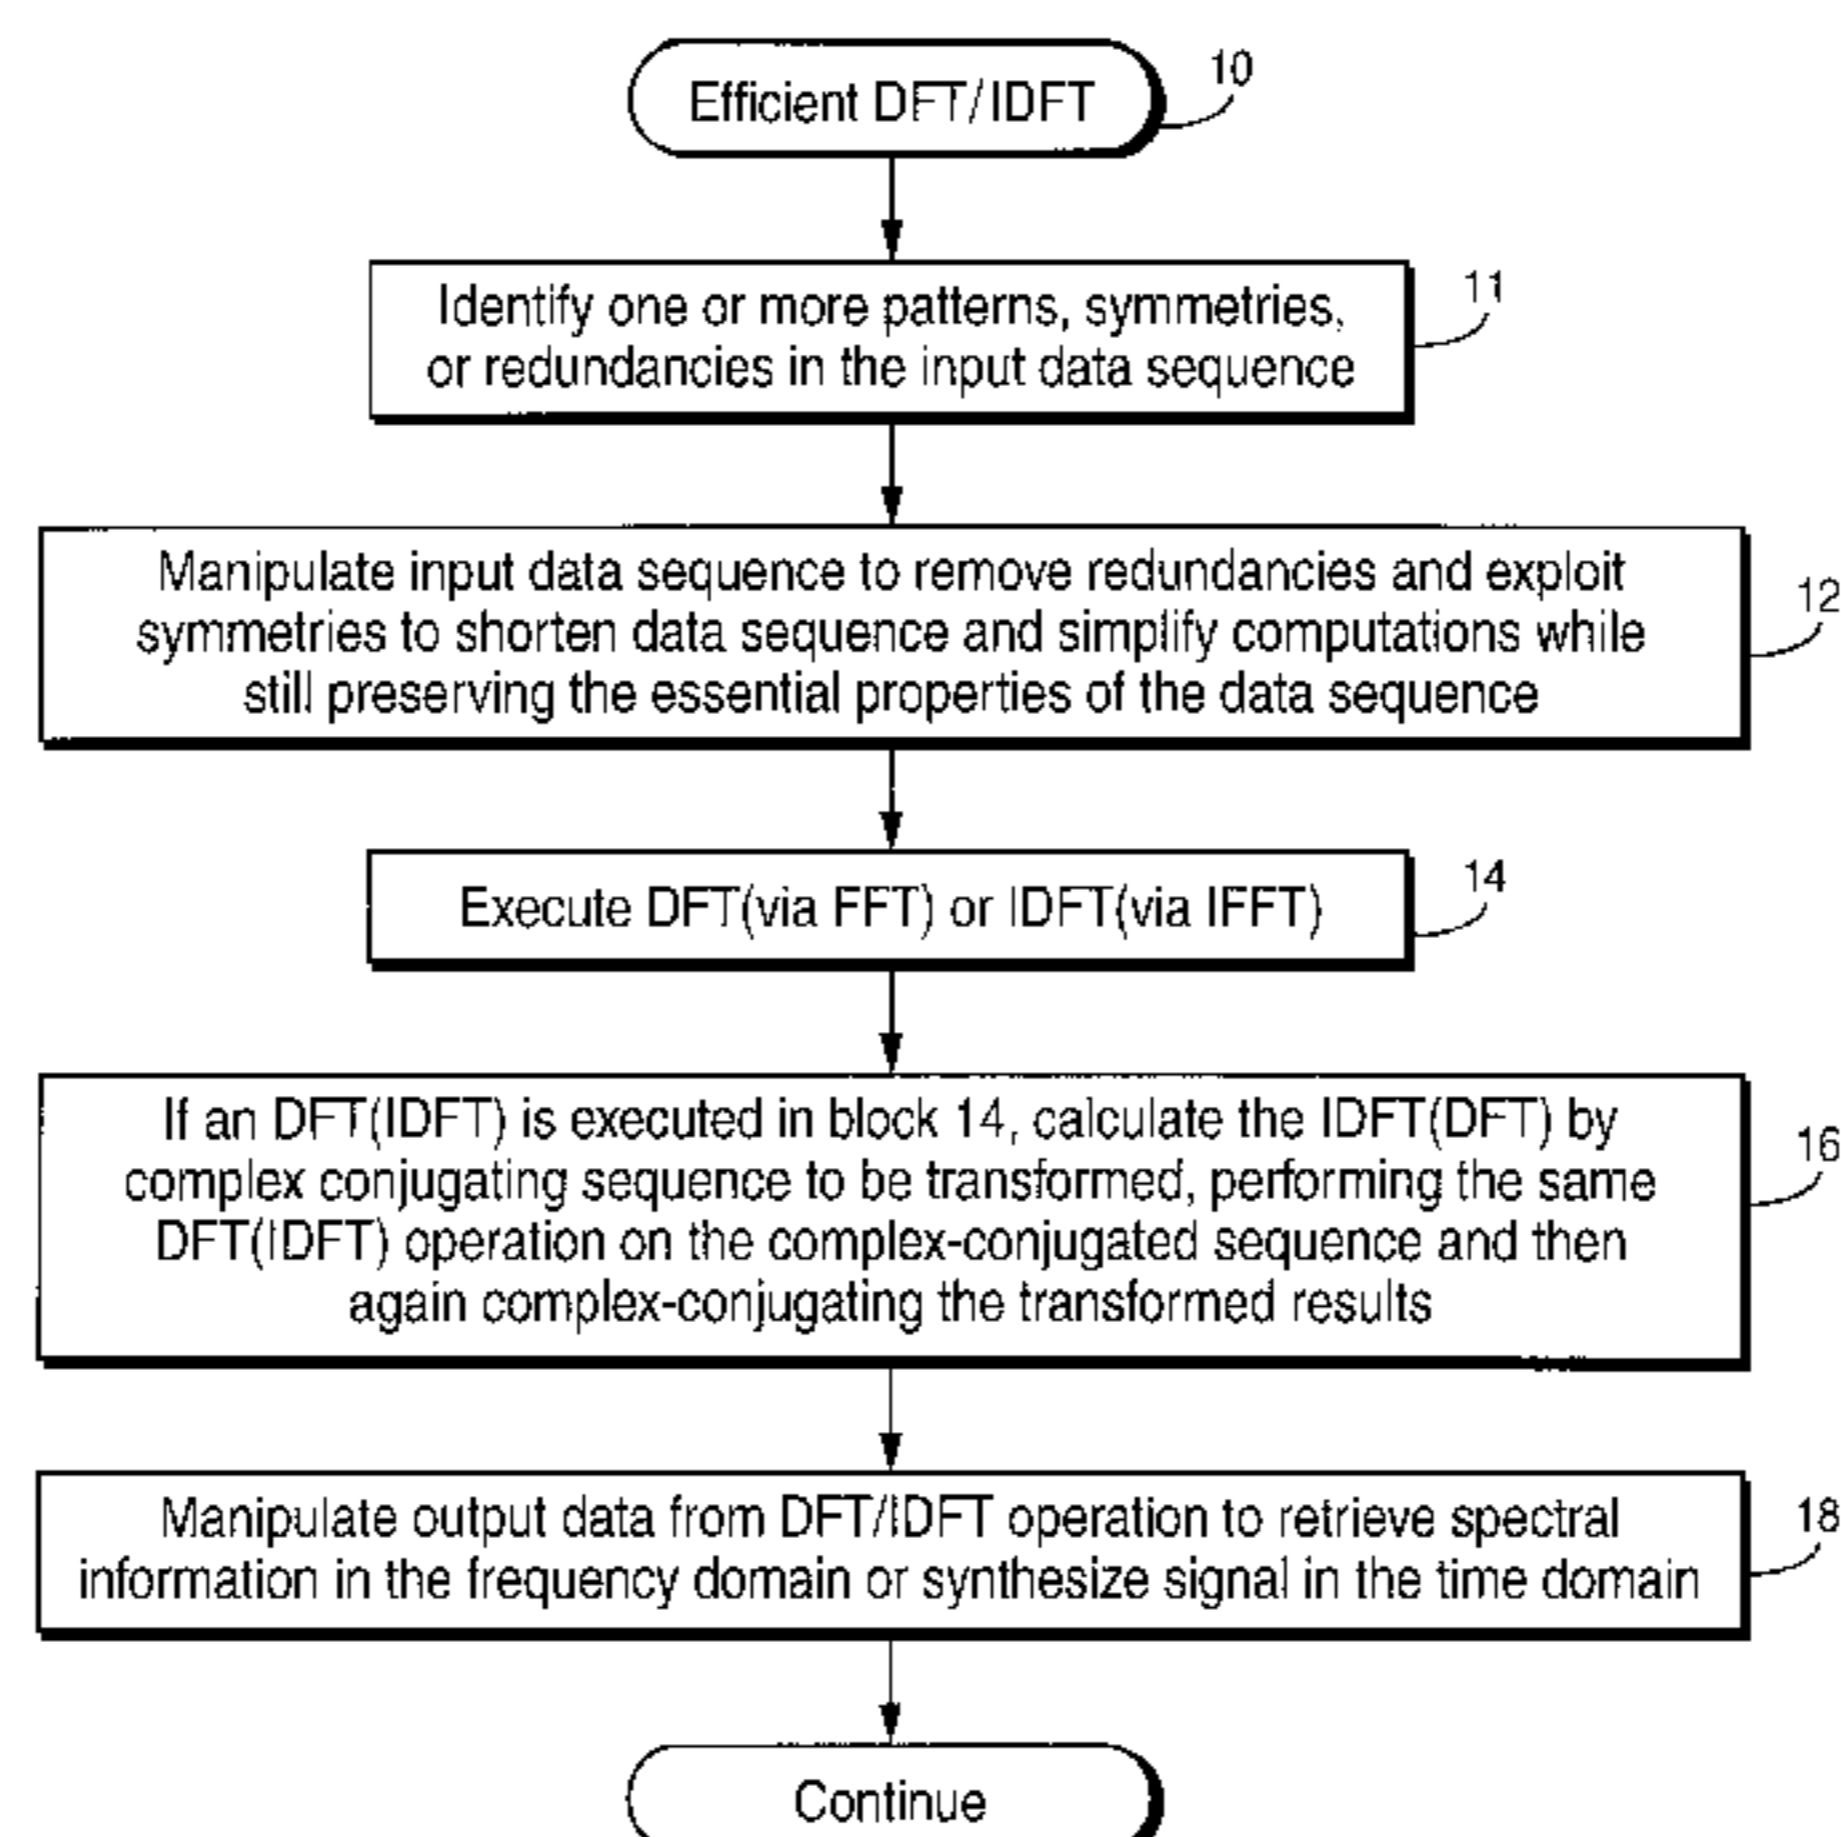 Efficient DFT/IDFT
10
Identify one or more patterns, symmetries,
or redundancies in the input data sequence
11
Manipulate input data sequence to remove redundancies and exploit
symmetries to shorten data sequence and simplify computations while
still preserving the essential properties of the data sequence
12
Execute DFT(via FFT) or IDFT(via IFFT)
14
If an DFT(IDFT) is executed in block 14, calculate the IDFT(DFT) by
complex conjugating sequence to be transformed, performing the same
DFT(IDFT) operation on the complex-conjugated sequence and then
again complex-conjugating the transformed results
16
Manipulate output data from DFT/IDFT operation to retrieve spectral
information in the frequency domain or synthesize signal in the time domain
18
Continue